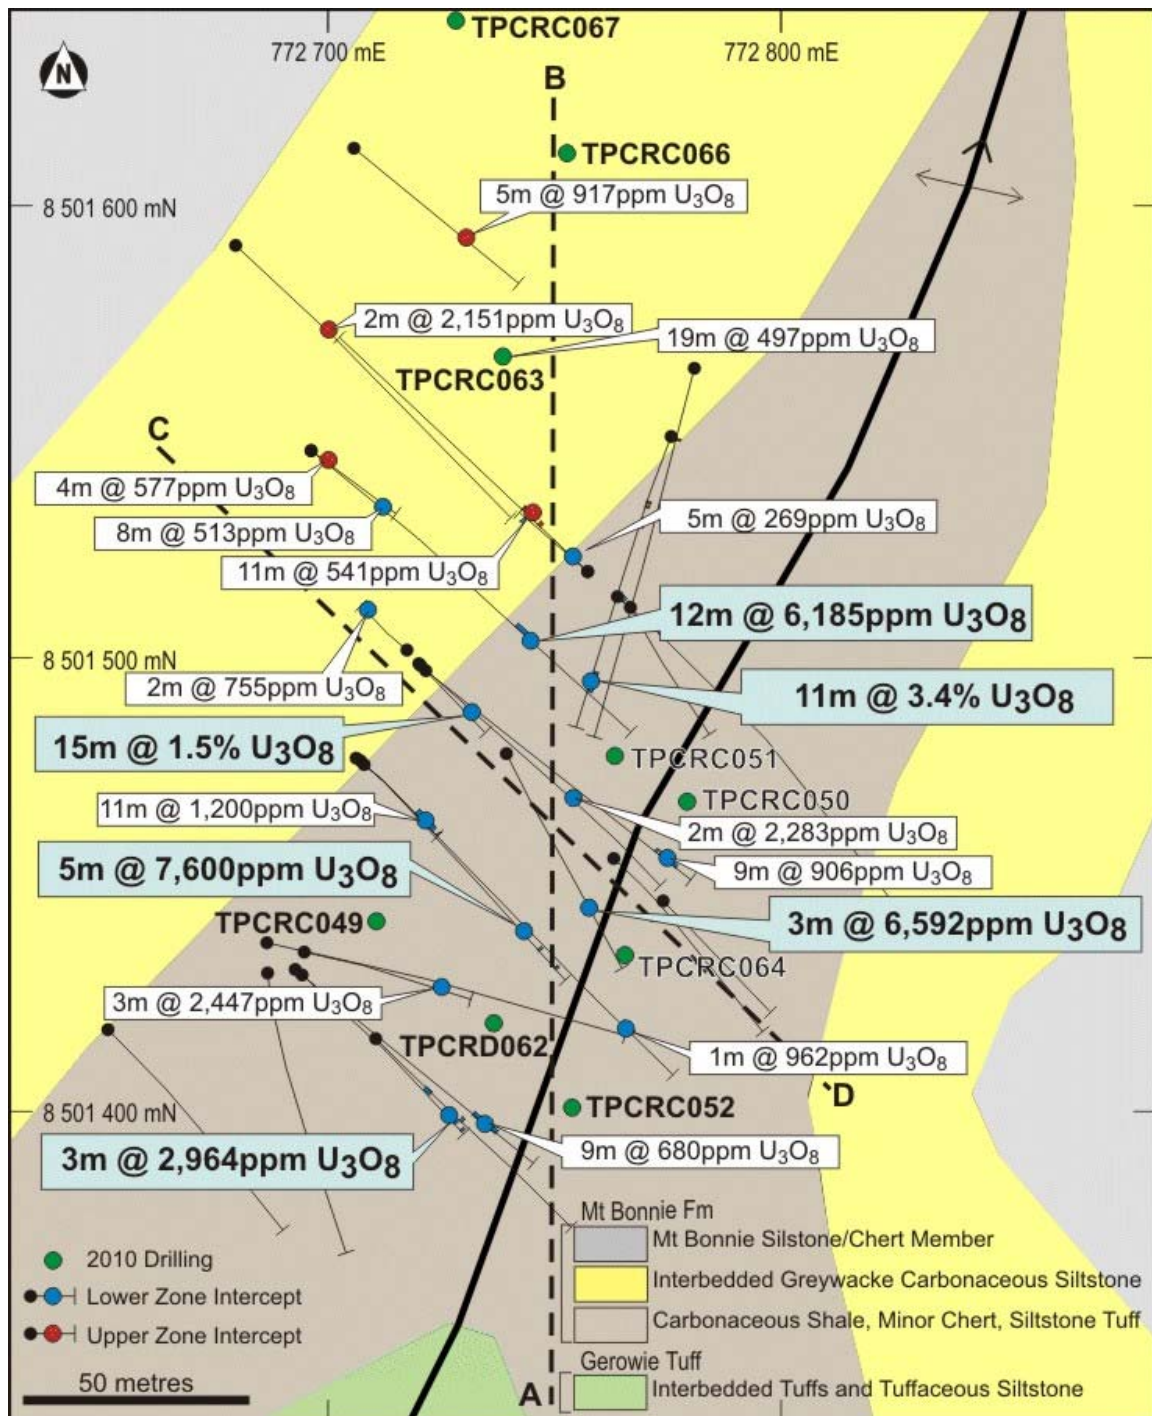 TPCRC067
772 700 mE
772 800 mE
N
B
TPCRC066
5m @ 917ppm U₃O₈
8 501 600 mN
2m @ 2,151ppm U₃O₈
19m @ 497ppm U₃O₈
TPCRC063
C
4m @ 577ppm U₃O₈
8m @ 513ppm U₃O₈
5m @ 269ppm U₃O₈
11m @ 541ppm U₃O₈
12m @ 6,185ppm U₃O₈
8 501 500 mN
2m @ 755ppm U₃O₈
11m @ 3.4% U₃O₈
15m @ 1.5% U₃O₈
TPCRC051
TPCRC050
11m @ 1,200ppm U₃O₈
2m @ 2,283ppm U₃O₈
5m @ 7,600ppm U₃O₈
9m @ 906ppm U₃O₈
TPCRC049
3m @ 6,592ppm U₃O₈
TPCRC064
3m @ 2,447ppm U₃O₈
TPCRD062
1m @ 962ppm U₃O₈
D
8 501 400 mN
TPCRC052
3m @ 2,964ppm U₃O₈
9m @ 680ppm U₃O₈
Mt Bonnie Fm
Mt Bonnie Silstone/Chert Member
2010 Drilling
Interbedded Greywacke Carbonaceous Siltstone
Lower Zone Intercept
Carbonaceous Shale, Minor Chert, Siltstone Tuff
Upper Zone Intercept
Gerowie Tuff
50 metres
A
Interbedded Tuffs and Tuffaceous Siltstone